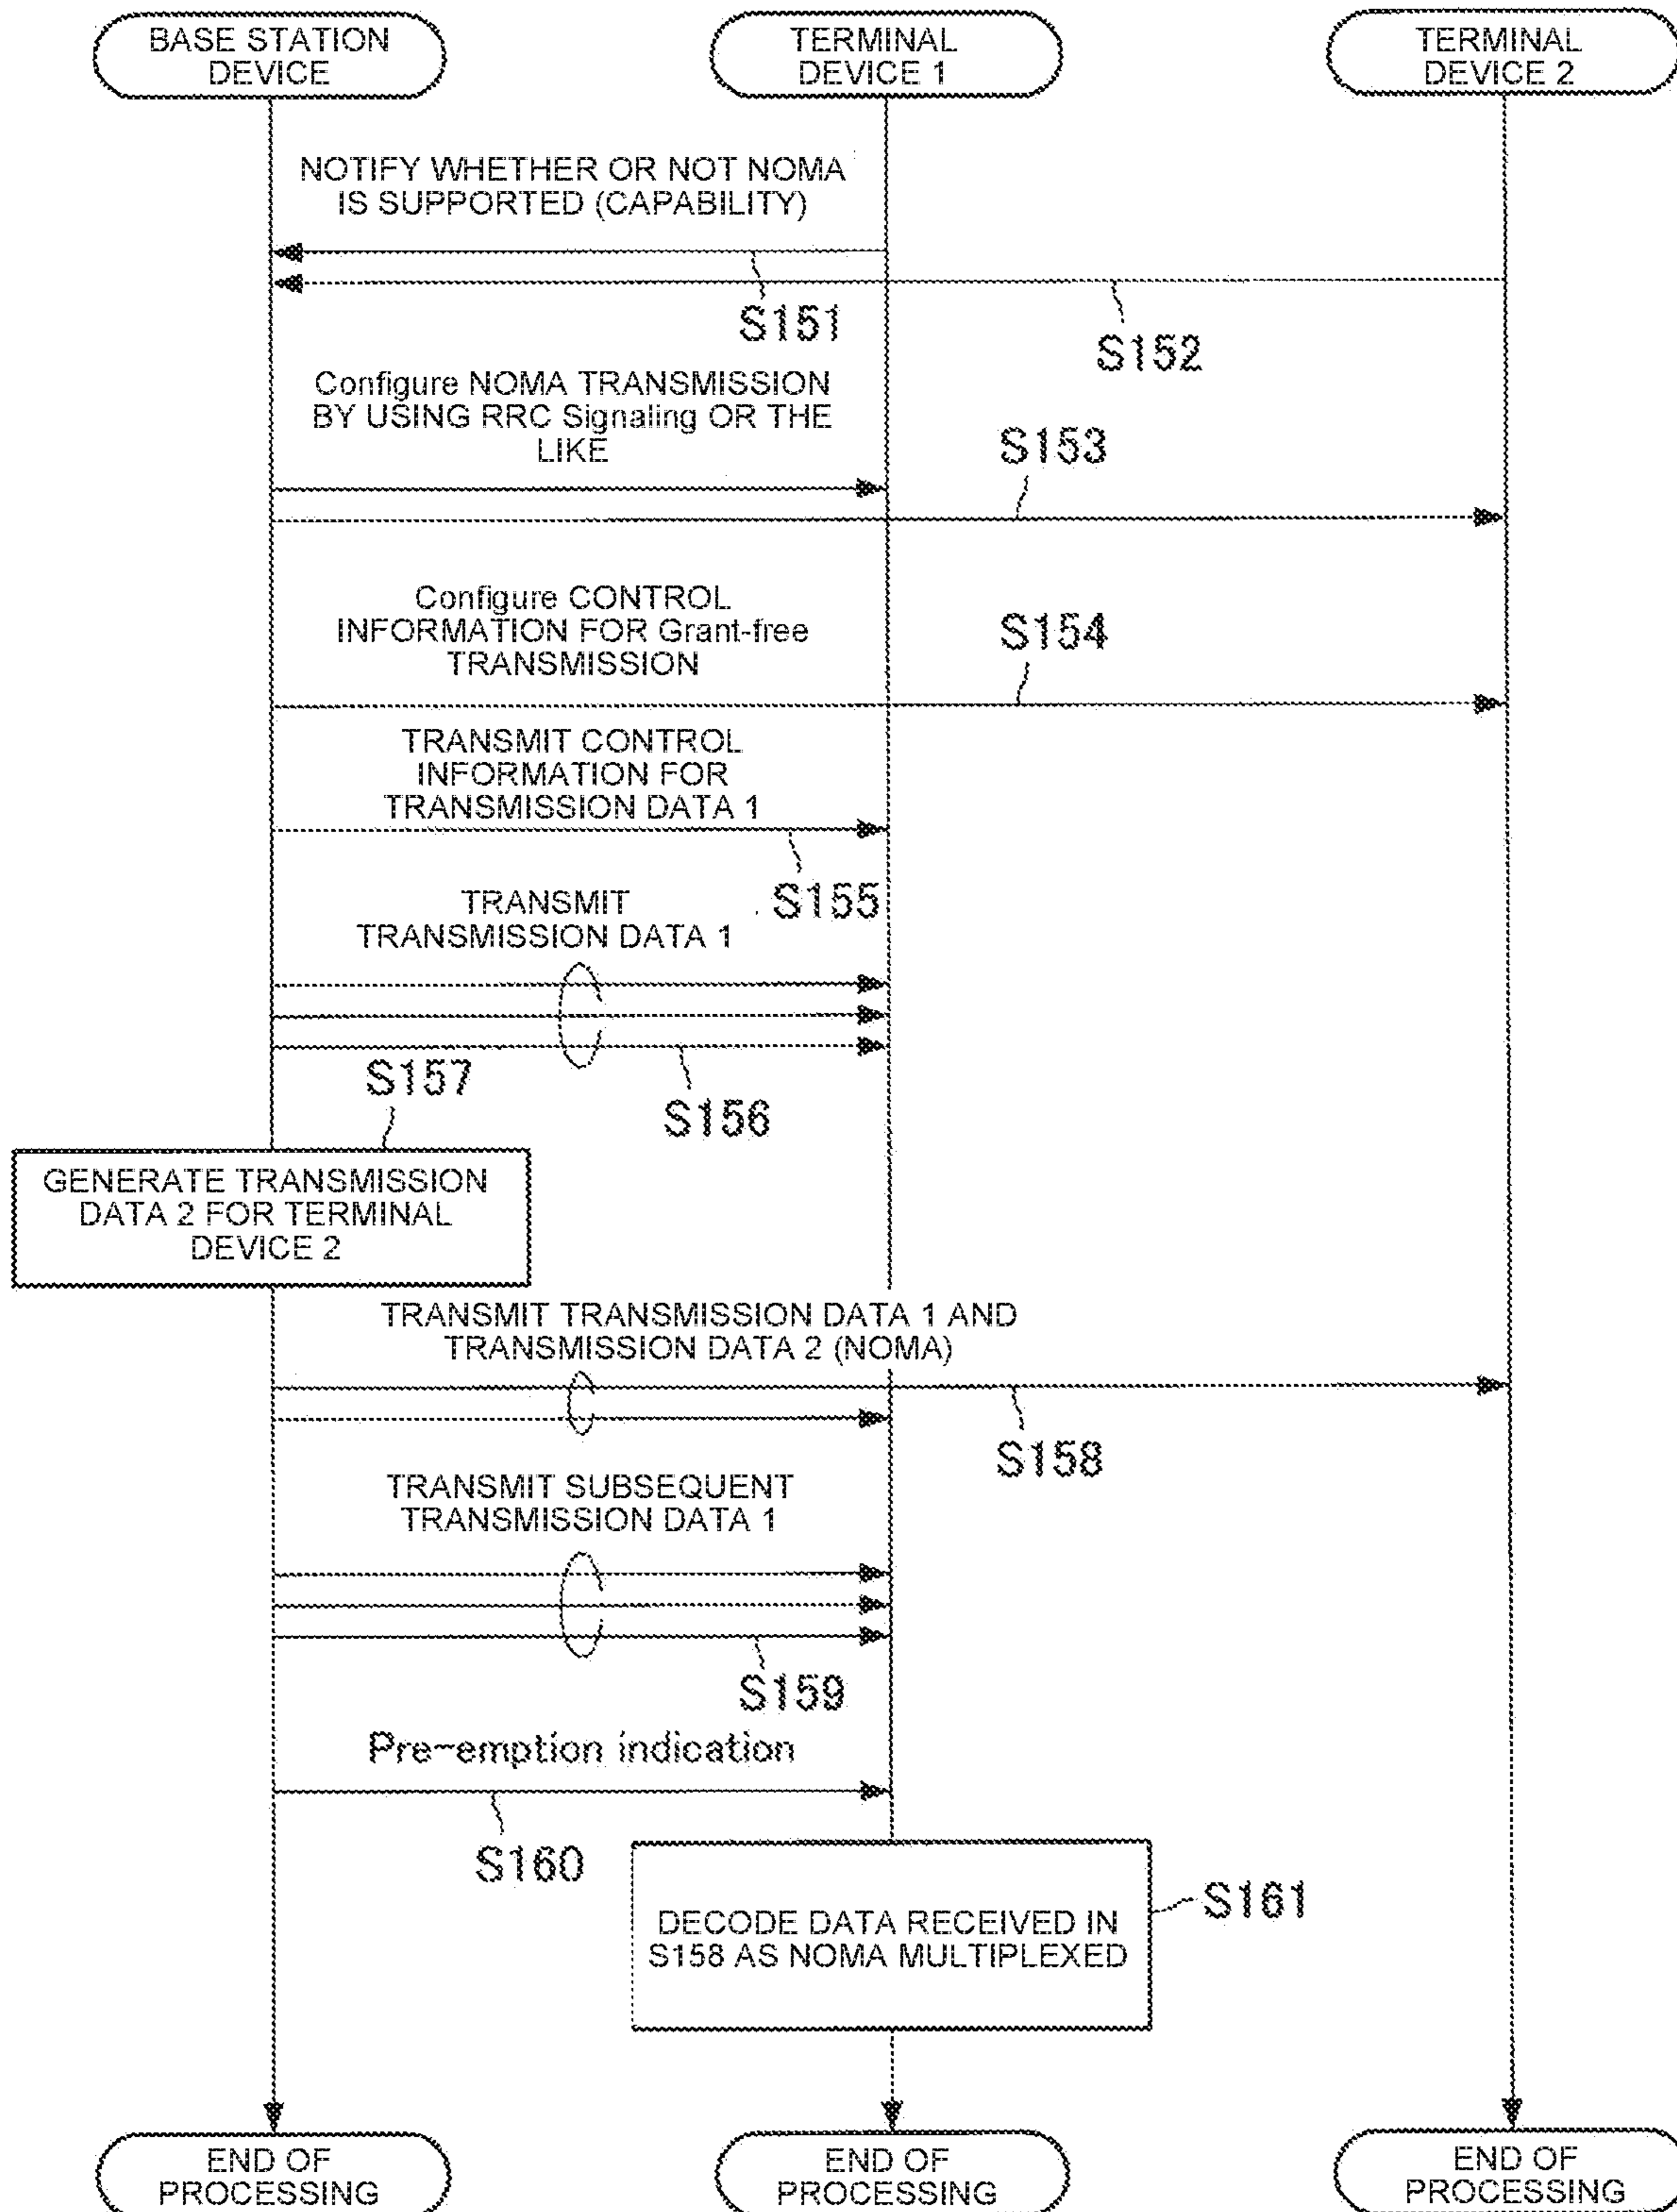 BASE STATION
DEVICE
TERMINAL
DEVICE 1
TERMINAL
DEVICE 2
NOTIFY WHETHER OR NOT NOMA
IS SUPPORTED (CAPABILITY)
S151
S152
Configure NOMA TRANSMISSION
BY USING RRC Signaling OR THE
LIKE
S153
Configure CONTROL
INFORMATION FOR Grant-free
TRANSMISSION
S154
TRANSMIT CONTROL
INFORMATION FOR
TRANSMISSION DATA 1
S155
TRANSMIT
TRANSMISSION DATA 1
S156
S157
GENERATE TRANSMISSION
DATA 2 FOR TERMINAL
DEVICE 2
TRANSMIT TRANSMISSION DATA 1 AND
TRANSMISSION DATA 2 (NOMA)
S158
TRANSMIT SUBSEQUENT
TRANSMISSION DATA 1
S159
Pre-emption indication
S160
DECODE DATA RECEIVED IN
S158 AS NOMA MULTIPLEXED
S161
END OF
PROCESSING
END OF
PROCESSING
END OF
PROCESSING